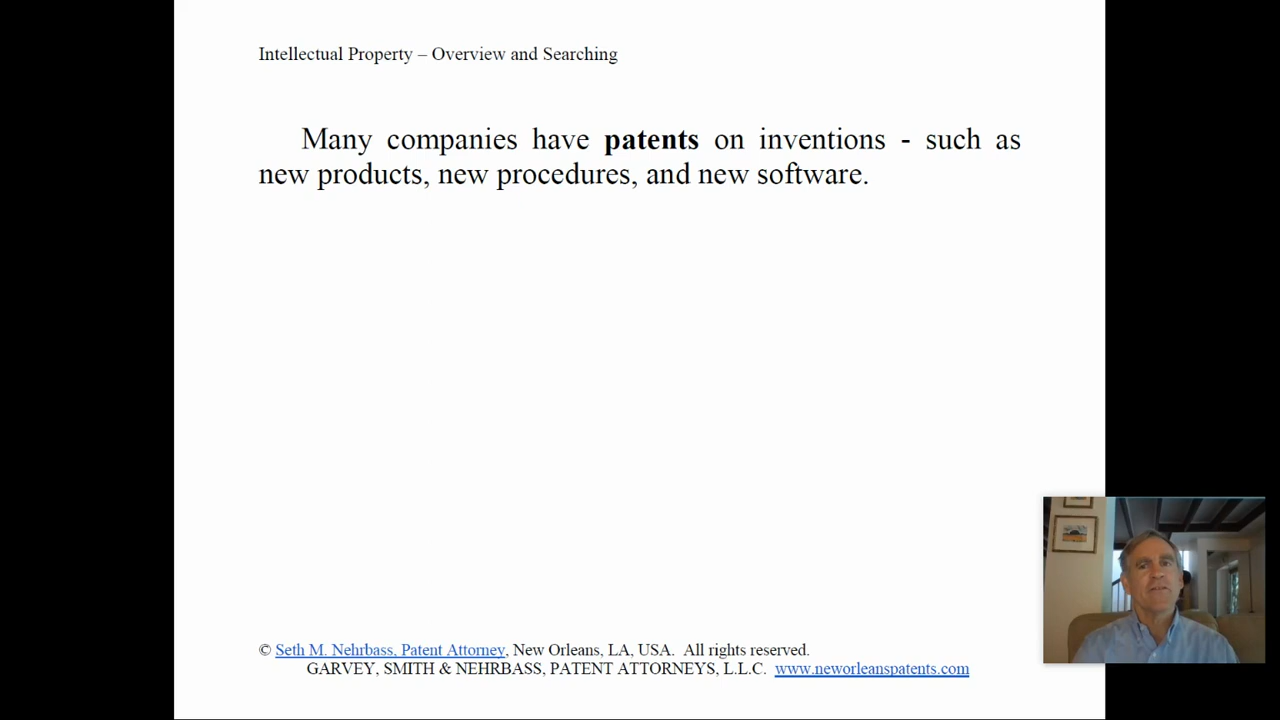 Intellectual Property – Overview and Searching
Many companies have patents on inventions - such as
new products, new procedures, and new software.
© Seth M. Nehrbass, Patent Attorney, New Orleans, LA, USA. All rights reserved.
GARVEY, SMITH & NEHRBASS, PATENT ATTORNEYS, L.L.C. www.neworleanspatents.com